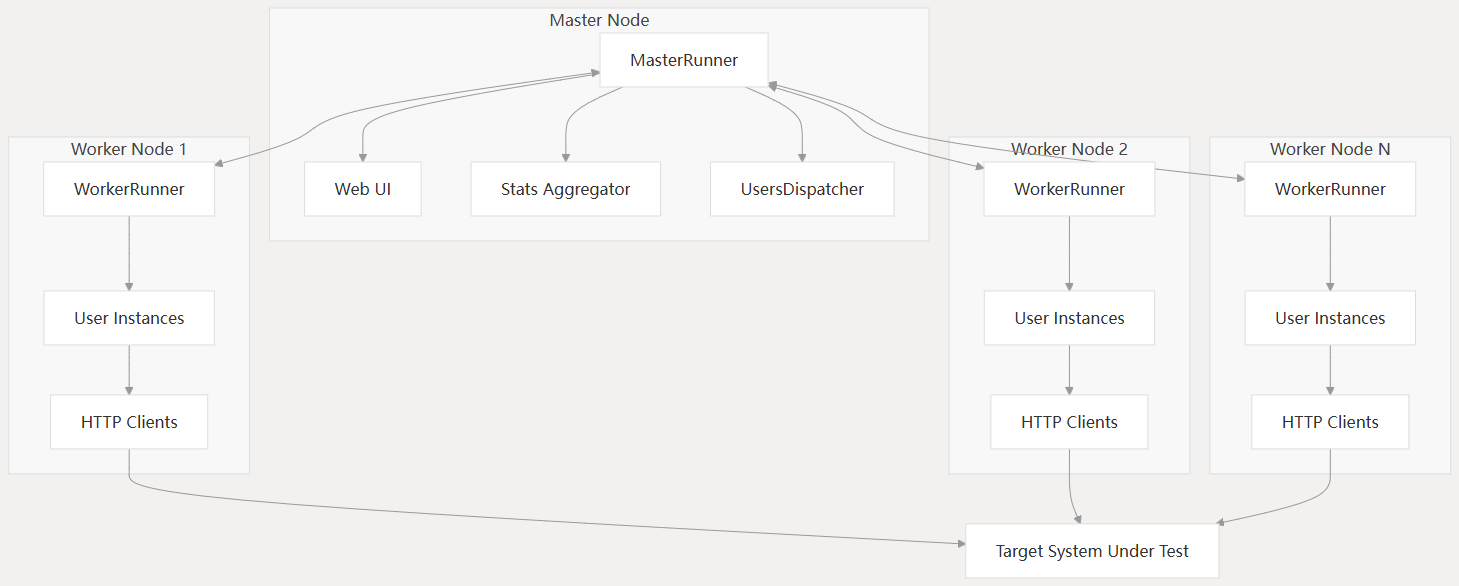 Master Node
MasterRunner
Worker Node 1
Worker Node 2
Worker Node N
WorkerRunner
Web UI
Stats Aggregator
UsersDispatcher
WorkerRunner
WorkerRunner
User Instances
User Instances
User Instances
HTTP Clients
HTTP Clients
HTTP Clients
Target System Under Test